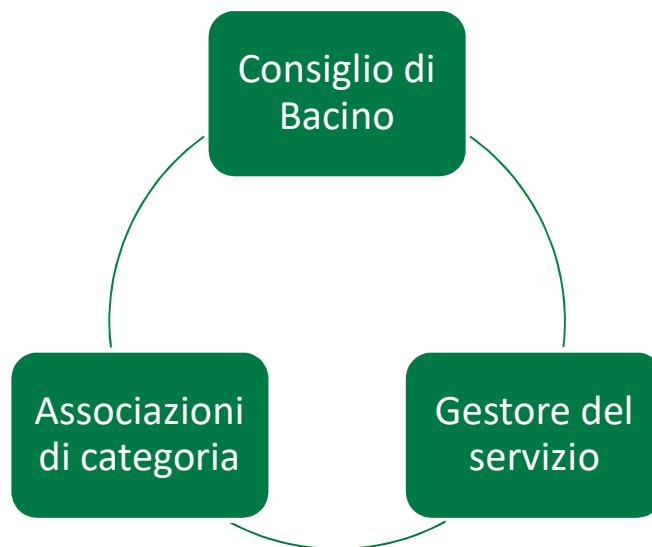 Consiglio di
Bacino
Associazioni
di categoria
Gestore del
servizio